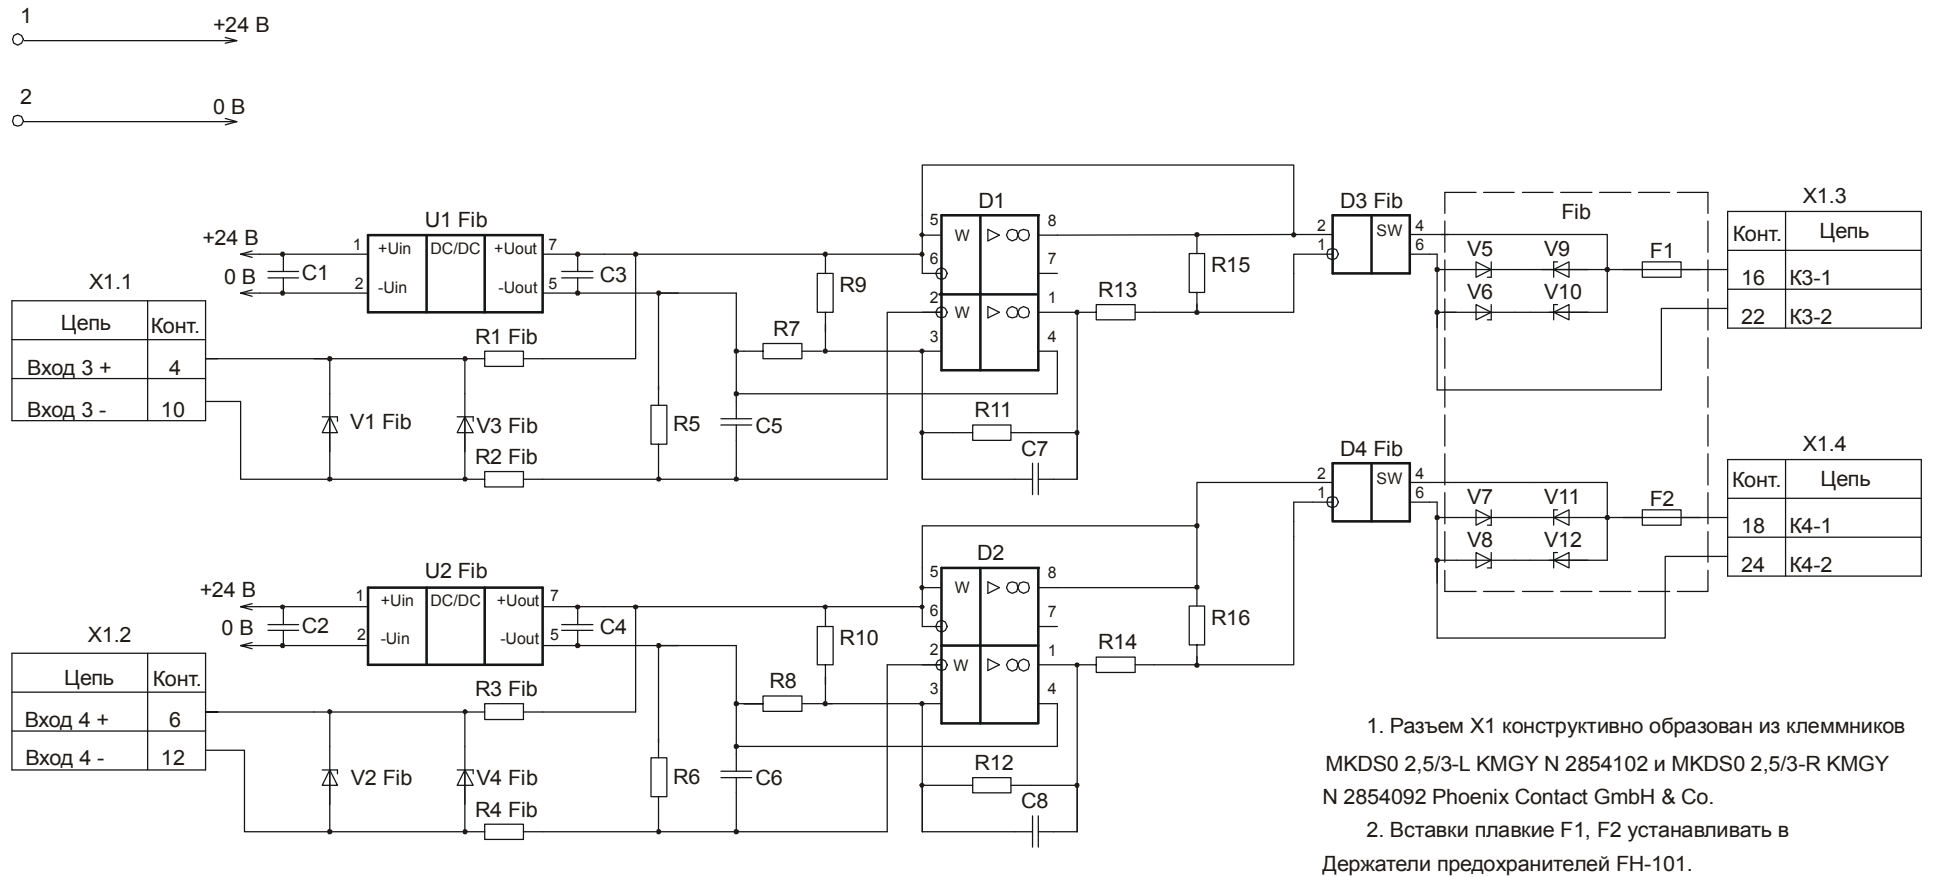 1
+24 В
2
0 В
U1 Fib
+24 В
1
+Uin
DC/DC
+Uout
7
C1
C3
0 В
2
-Uin
-Uout
5
X1.1
Цепь
Конт.
Вход 3 +
4
Вход 3 -
10
R1 Fib
V1 Fib
V3 Fib
R2 Fib
R5
C5
R7
R9
D1
5
W
▷ ∞
8
6
7
2
W
▷ ∞
1
3
4
R11
C7
R13
R15
D3 Fib
2
SW
4
1
6
Fib
V5
V9
V6
V10
F1
X1.3
Конт.
Цепь
16
К3-1
22
К3-2
U2 Fib
+24 В
1
+Uin
DC/DC
+Uout
7
C2
C4
0 В
2
-Uin
-Uout
5
X1.2
Цепь
Конт.
Вход 4 +
6
Вход 4 -
12
R3 Fib
V2 Fib
V4 Fib
R4 Fib
R6
C6
R8
R10
D2
5
W
▷ ∞
8
6
7
2
W
▷ ∞
1
3
4
R12
C8
R14
R16
D4 Fib
2
SW
4
1
6
V7
V11
V8
V12
F2
X1.4
Конт.
Цепь
18
К4-1
24
К4-2
1. Разъем X1 конструктивно образован из клеммников
MKDS0 2,5/3-L KMGY N 2854102 и MKDS0 2,5/3-R KMGY
N 2854092 Phoenix Contact GmbH & Co.
2. Вставки плавкие F1, F2 устанавливать в
Держатели предохранителей FH-101.